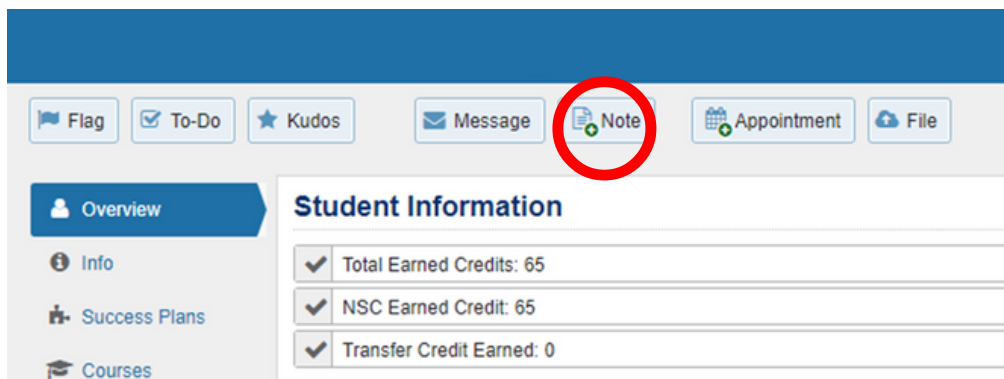 Flag To-Do Kudos Message Note Appointment File
Overview
Student Information
Info
Total Earned Credits: 65
Success Plans
NSC Earned Credit: 65
Transfer Credit Earned: 0
Courses